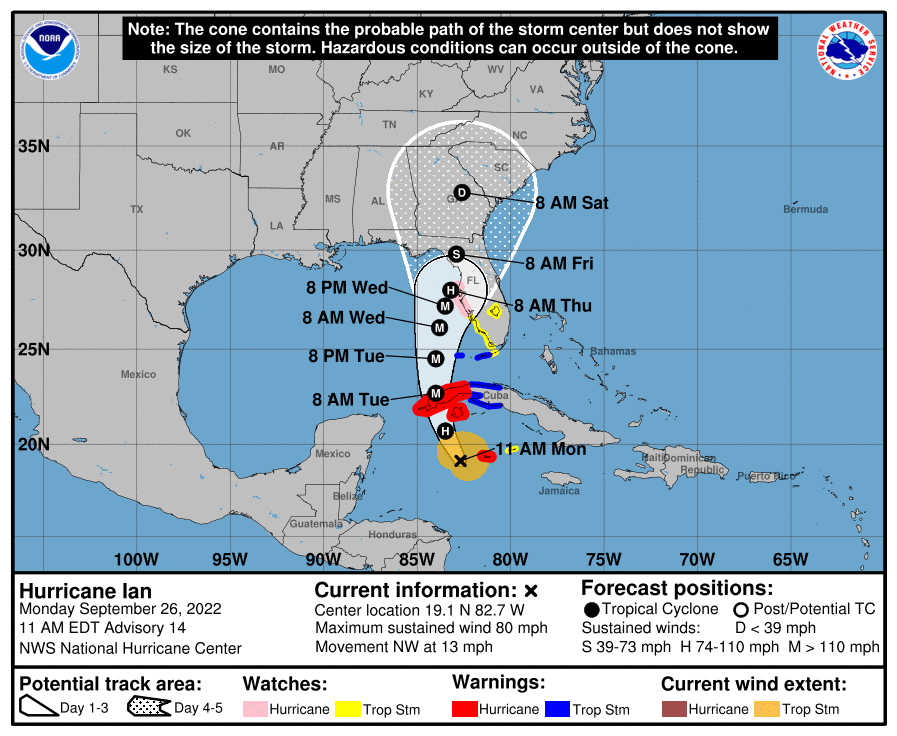 Note: The cone contains the probable path of the storm center but does not show
the size of the storm. Hazardous conditions can occur outside of the cone.
NOAA
NATIONAL WEATHER SERVICE
KS
MO
WV
VA
KY
OK
TN
NC
35N
AR
SC
TX
MS
AL
D
8 AM Sat
Bermuda
LA
30N
S
8 AM Fri
FL
8 PM Wed
H
M
8 AM Thu
8 AM Wed
M
25N
8 PM Tue
M
Bahamas
Mexico
8 AM Tue
M
Cuba
H
20N
11 AM Mon
Mexico
Haiti
Dominican
Republic
Puerto Rico
Jamaica
Belize
Guatemala
Honduras
100W
95W
90W
85W
80W
75W
70W
65W
Hurricane Ian
Monday September 26, 2022
11 AM EDT Advisory 14
NWS National Hurricane Center
Current information: x
Center location 19.1 N 82.7 W
Maximum sustained wind 80 mph
Movement NW at 13 mph
Forecast positions:
Tropical Cyclone
Post/Potential TC
Sustained winds: D < 39 mph
S 39-73 mph H 74-110 mph M > 110 mph
Potential track area:
Day 1-3
Day 4-5
Watches:
Hurricane
Trop Stm
Warnings:
Hurricane
Trop Stm
Current wind extent:
Hurricane
Trop Stm